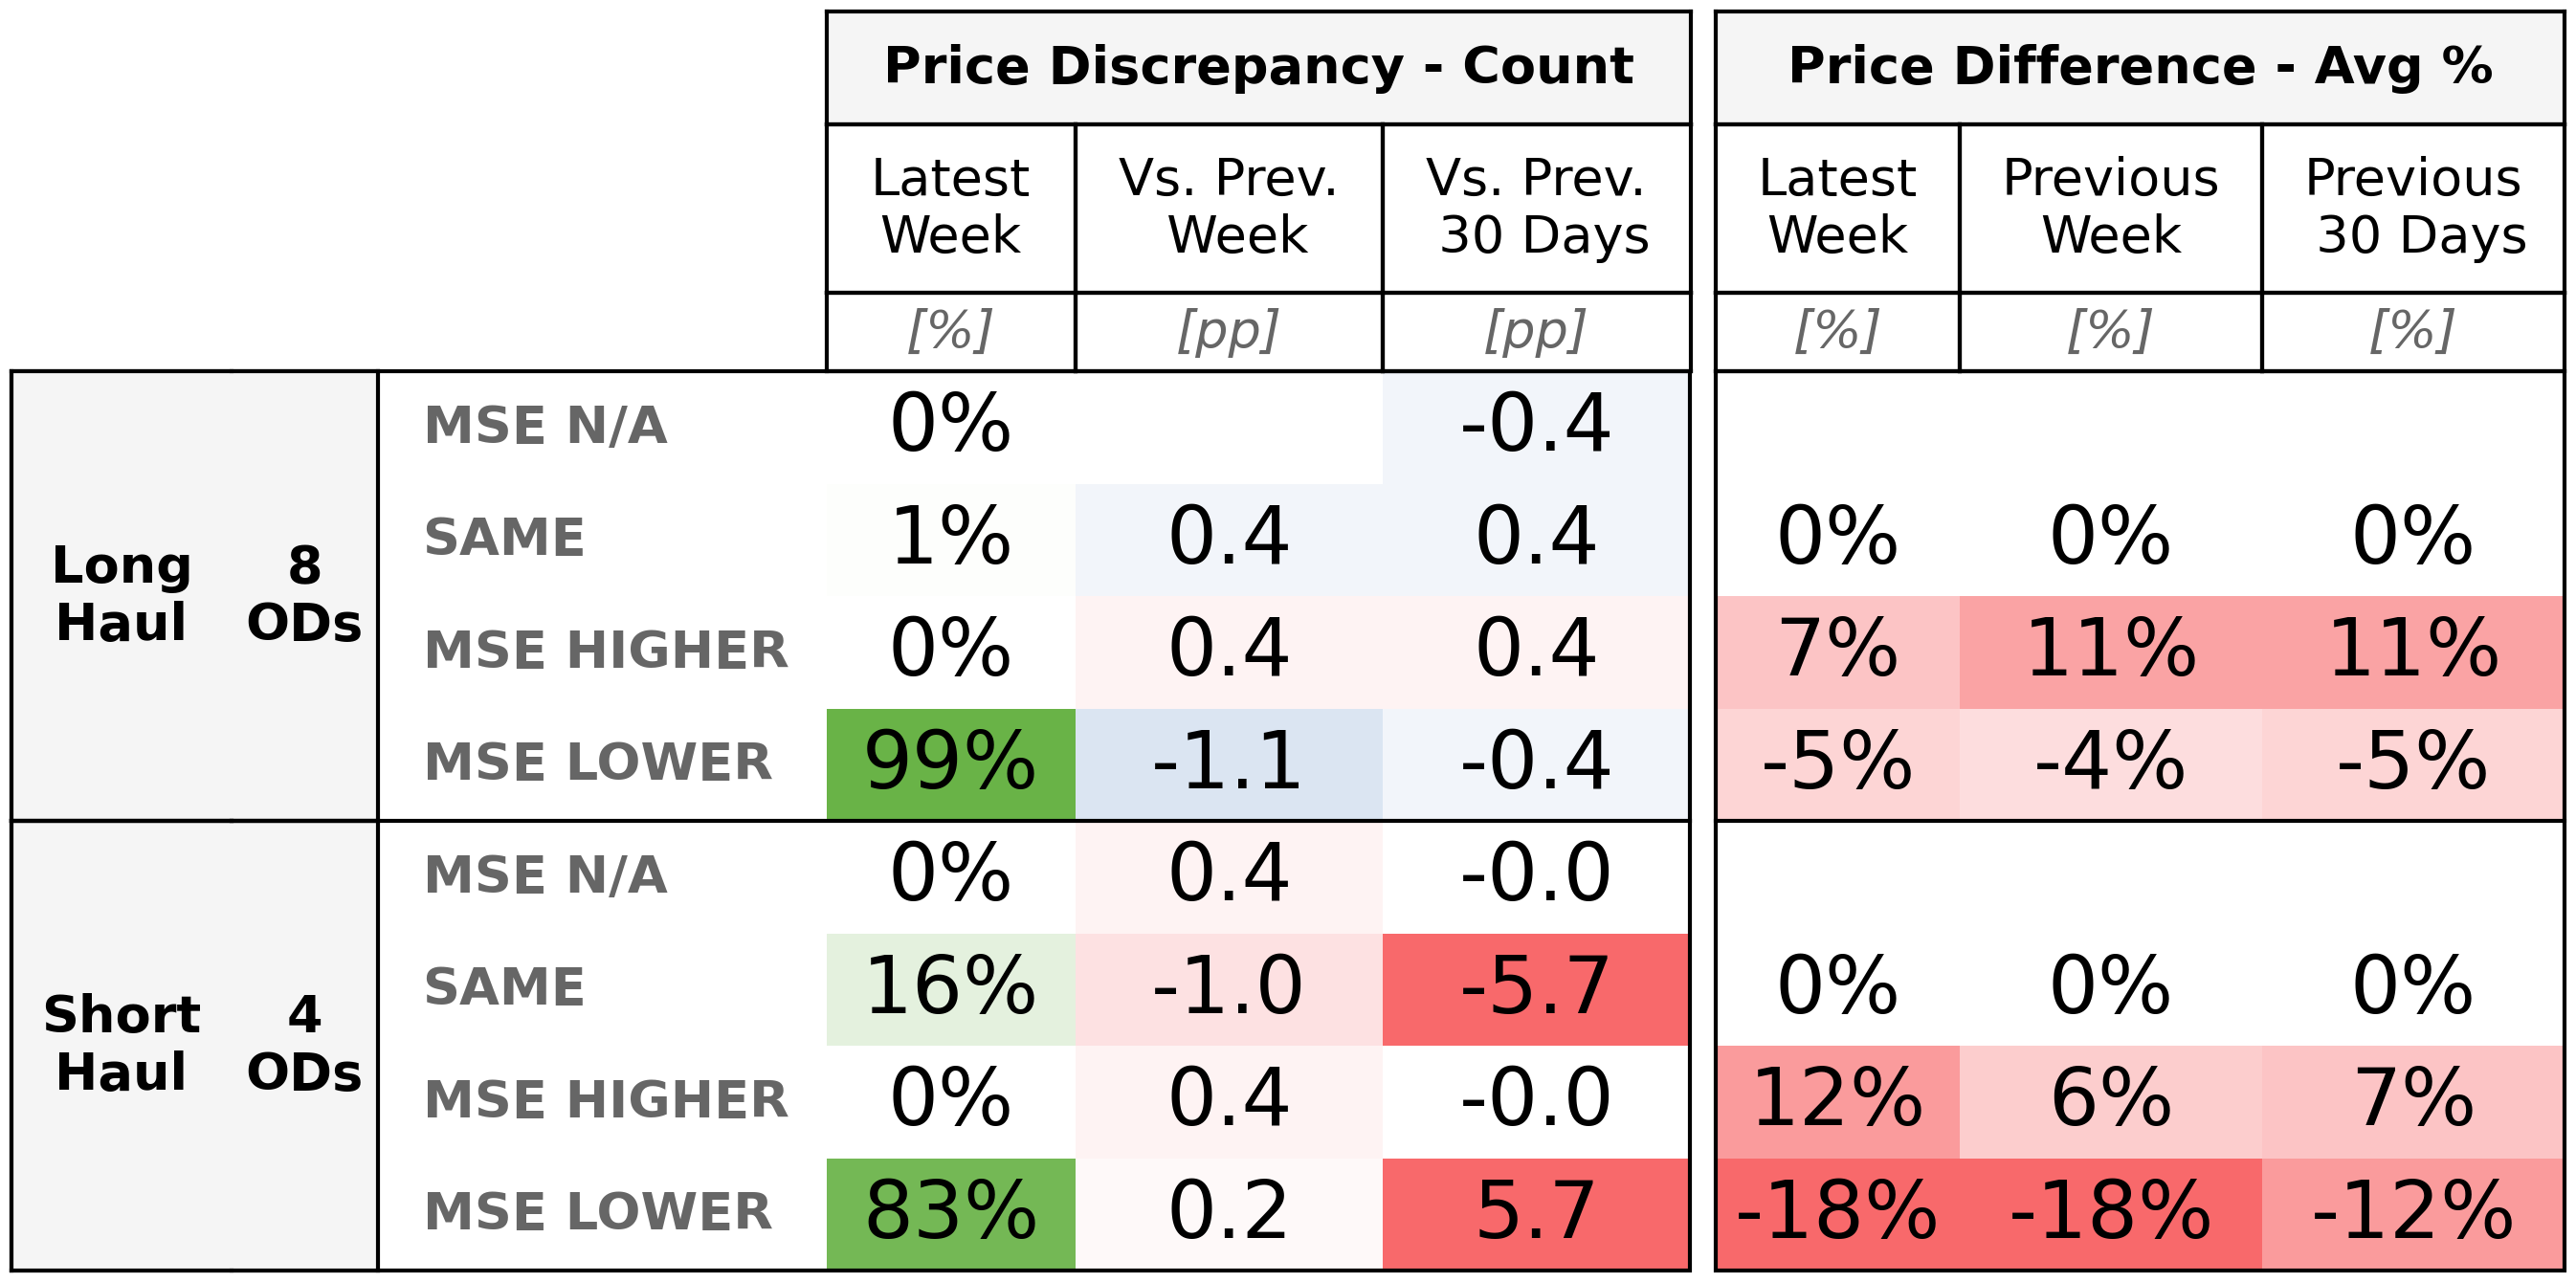 Price Discrepancy - Count Price Difference - Avg %
Latest Week Vs. Prev. Week Vs. Prev. 30 Days Latest Week Previous Week Previous 30 Days
[%] [pp] [pp] [%] [%] [%]
Long Haul 8 ODs
MSE N/A 0% -0.4
SAME 1% 0.4 0.4 0% 0% 0%
MSE HIGHER 0% 0.4 0.4 7% 11% 11%
MSE LOWER 99% -1.1 -0.4 -5% -4% -5%
Short Haul 4 ODs
MSE N/A 0% 0.4 -0.0
SAME 16% -1.0 -5.7 0% 0% 0%
MSE HIGHER 0% 0.4 -0.0 12% 6% 7%
MSE LOWER 83% 0.2 5.7 -18% -18% -12%